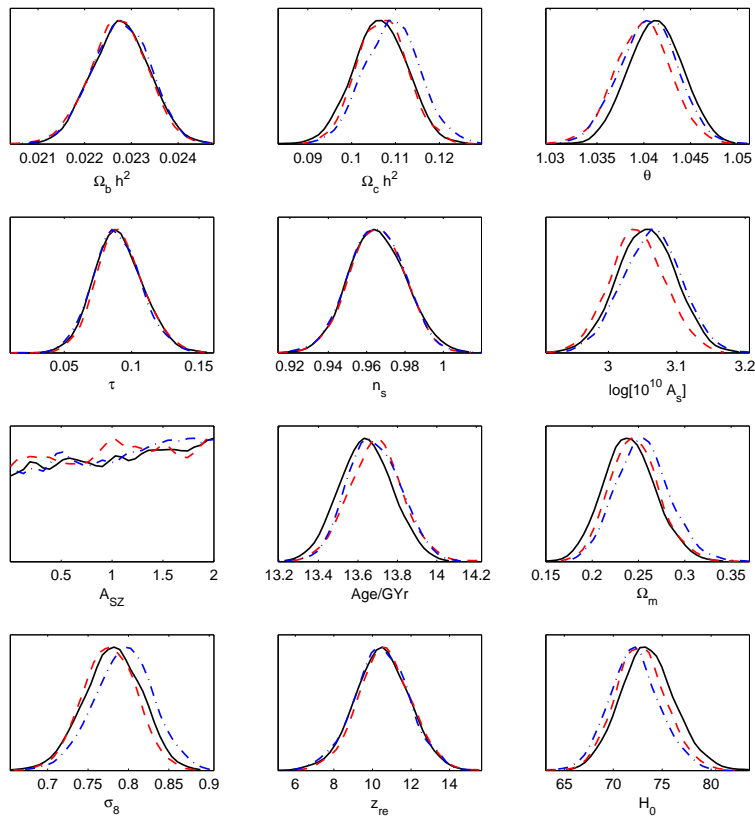 0.021 0.022 0.023 0.024
Ω_b h²
0.09 0.1 0.11 0.12
Ω_c h²
1.03 1.035 1.04 1.045 1.05
θ
0.05 0.1 0.15
τ
0.92 0.94 0.96 0.98 1
n_s
3 3.1 3.2
log[10¹⁰ A_s]
0.5 1 1.5 2
A_SZ
13.2 13.4 13.6 13.8 14 14.2
Age/GYr
0.15 0.2 0.25 0.3 0.35
Ω_m
0.7 0.75 0.8 0.85 0.9
σ_8
6 8 10 12 14
z_re
65 70 75 80
H_0